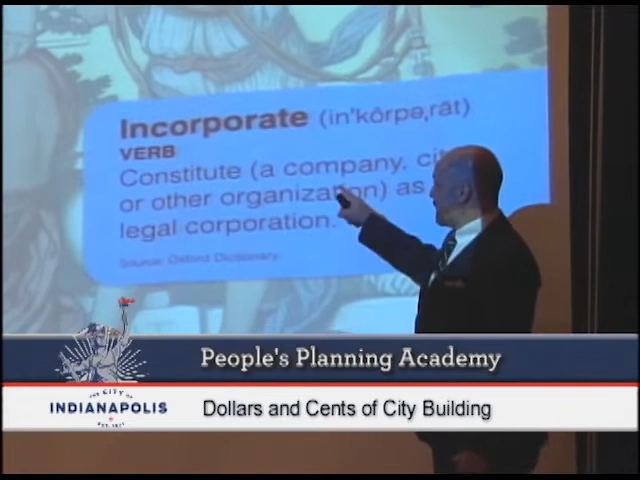 Incorporate (in'kôrpə,rāt)
VERB
Constitute (a company, cit
or other organization) as
legal corporation.
Source: Oxford Dictionary
People's Planning Academy
THE CITY OF
INDIANAPOLIS
EST. 1821
Dollars and Cents of City Building